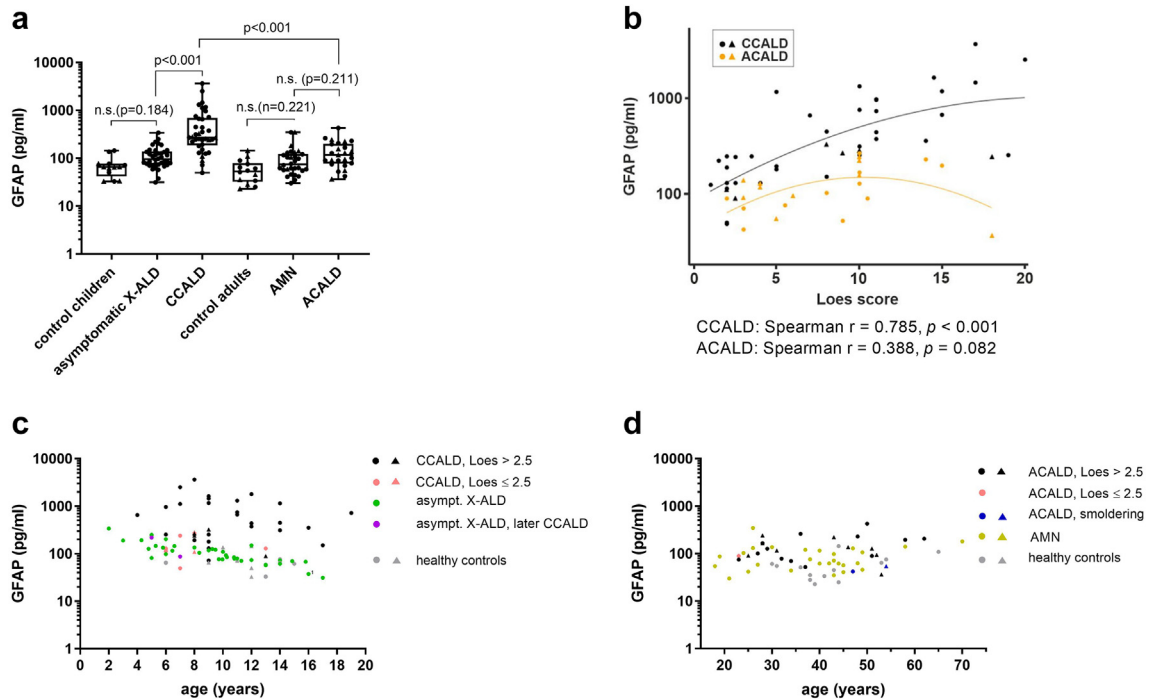 a
p<0.001
p<0.001
n.s. (p=0.211)
n.s.(p=0.184)
n.s.(n=0.221)
GFAP (pg/ml)
10000
1000
100
10
1
control children
asymptomatic X-ALD
CCALD
control adults
AMN
ACALD
b
CCALD
ACALD
GFAP (pg/ml)
1000
100
0 5 10 15 20
Loes score
CCALD: Spearman r = 0.785, p < 0.001
ACALD: Spearman r = 0.388, p = 0.082
c
GFAP (pg/ml)
10000
1000
100
10
1
0 2 4 6 8 10 12 14 16 18 20
age (years)
CCALD, Loes > 2.5
CCALD, Loes ≤ 2.5
asympt. X-ALD
asympt. X-ALD, later CCALD
healthy controls
d
GFAP (pg/ml)
10000
1000
100
10
1
20 30 40 50 60 70
age (years)
ACALD, Loes > 2.5
ACALD, Loes ≤ 2.5
ACALD, smoldering
AMN
healthy controls